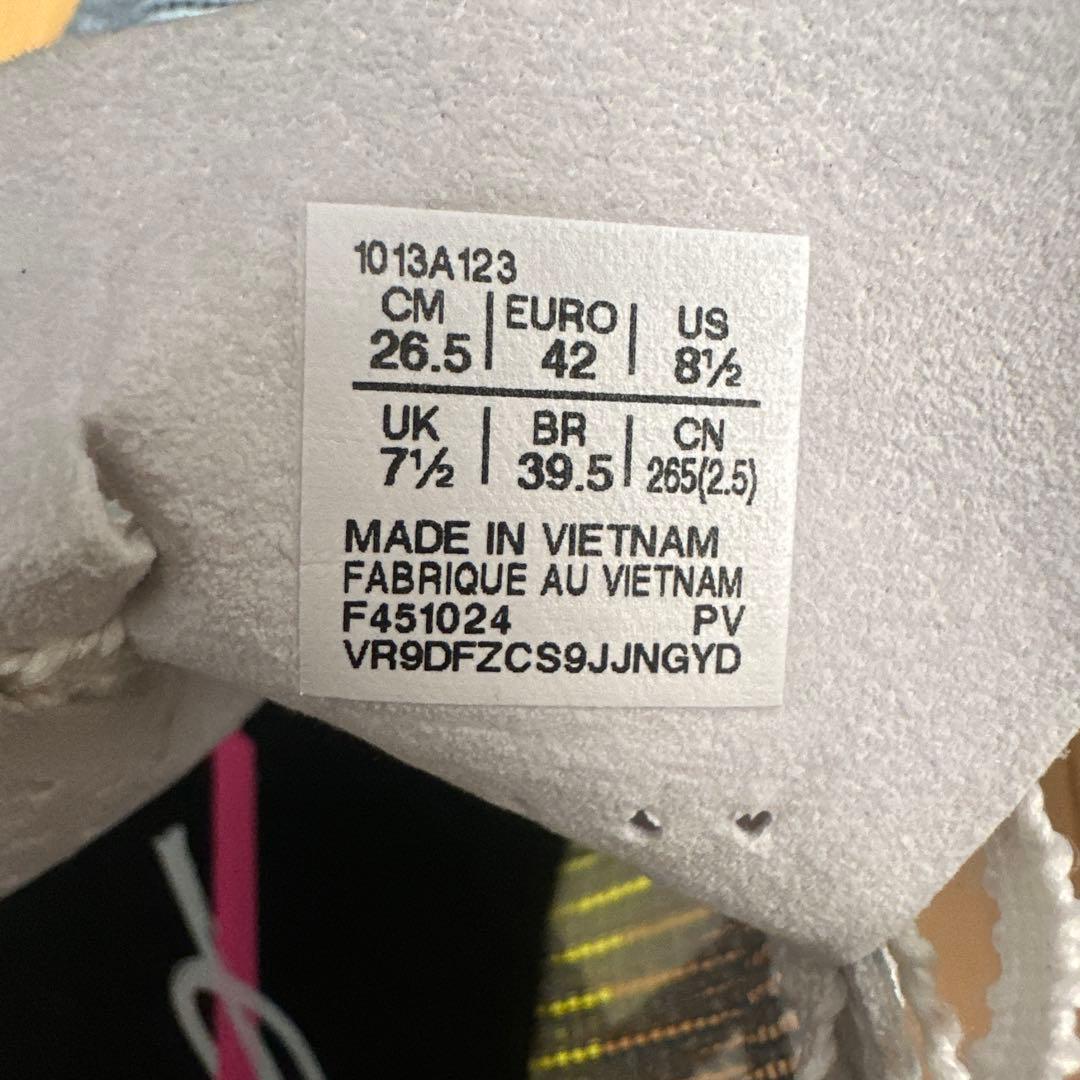 1013A123
CM | EURO | US
26.5 | 42 | 8½
UK | BR | CN
7½ | 39.5 | 265(2.5)
MADE IN VIETNAM
FABRIQUE AU VIETNAM
F451024 PV
VR9DFZCS9JJNGYD